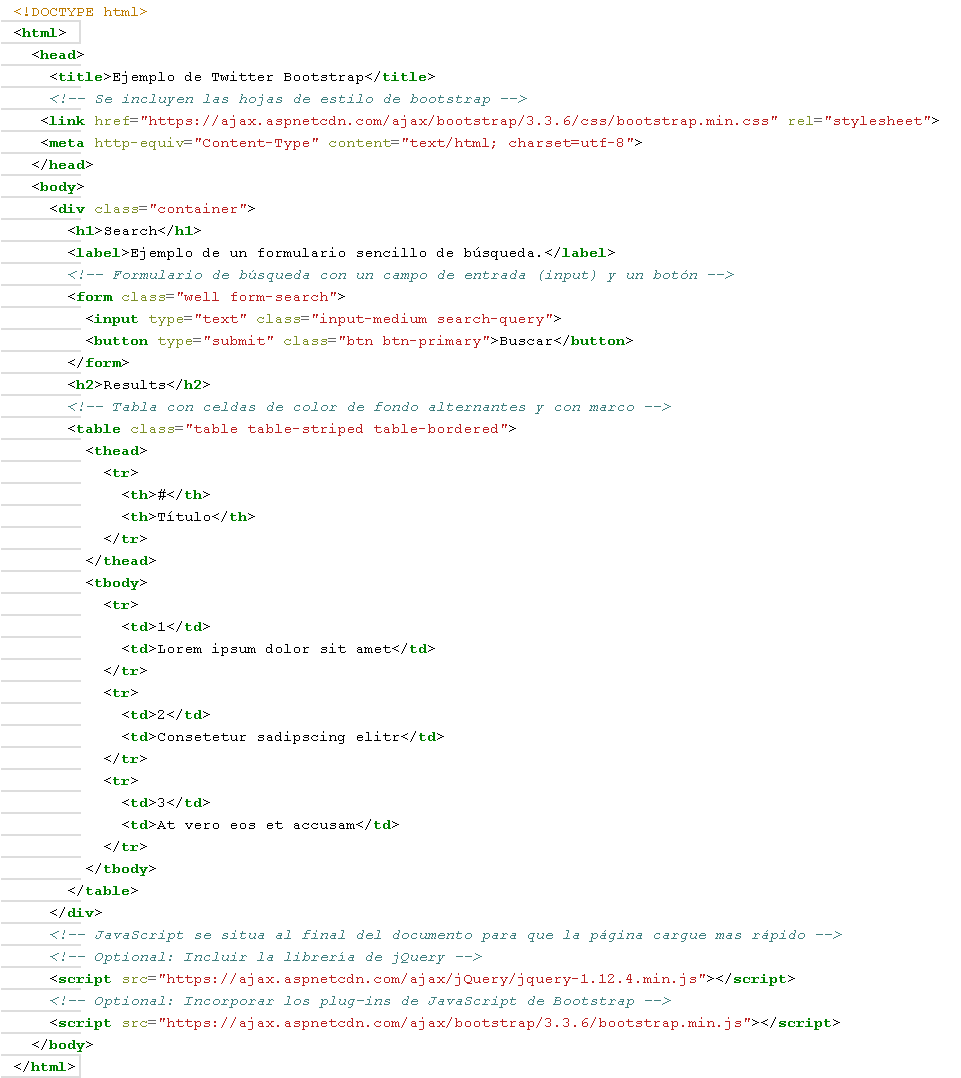 <!DOCTYPE html>
<html>
  <head>
    <title>Ejemplo de Twitter Bootstrap</title>
    <!-- Se incluyen las hojas de estilo de bootstrap -->
   <link href="https://ajax.aspnetcdn.com/ajax/bootstrap/3.3.6/css/bootstrap.min.css" rel="stylesheet">
   <meta http-equiv="Content-Type" content="text/html; charset=utf-8">
  </head>
  <body>
    <div class="container">
      <h1>Search</h1>
      <label>Ejemplo de un formulario sencillo de búsqueda.</label>
      <!-- Formulario de búsqueda con un campo de entrada (input) y un botón -->
      <form class="well form-search">
        <input type="text" class="input-medium search-query">
        <button type="submit" class="btn btn-primary">Buscar</button>
      </form>
      <h2>Results</h2>
      <!-- Tabla con celdas de color de fondo alternantes y con marco -->
      <table class="table table-striped table-bordered">
        <thead>
          <tr>
            <th>#</th>
            <th>Título</th>
          </tr>
        </thead>
        <tbody>
          <tr>
            <td>1</td>
            <td>Lorem ipsum dolor sit amet</td>
          </tr>
          <tr>
            <td>2</td>
            <td>Consetetur sadipscing elitr</td>
          </tr>
          <tr>
            <td>3</td>
            <td>At vero eos et accusam</td>
          </tr>
        </tbody>
      </table>
    </div>
    <!-- JavaScript se situa al final del documento para que la página cargue mas rápido -->
    <!-- Optional: Incluir la librería de jQuery -->
    <script src="https://ajax.aspnetcdn.com/ajax/jQuery/jquery-1.12.4.min.js"></script>
    <!-- Optional: Incorporar los plug-ins de JavaScript de Bootstrap -->
    <script src="https://ajax.aspnetcdn.com/ajax/bootstrap/3.3.6/bootstrap.min.js"></script>
  </body>
</html>